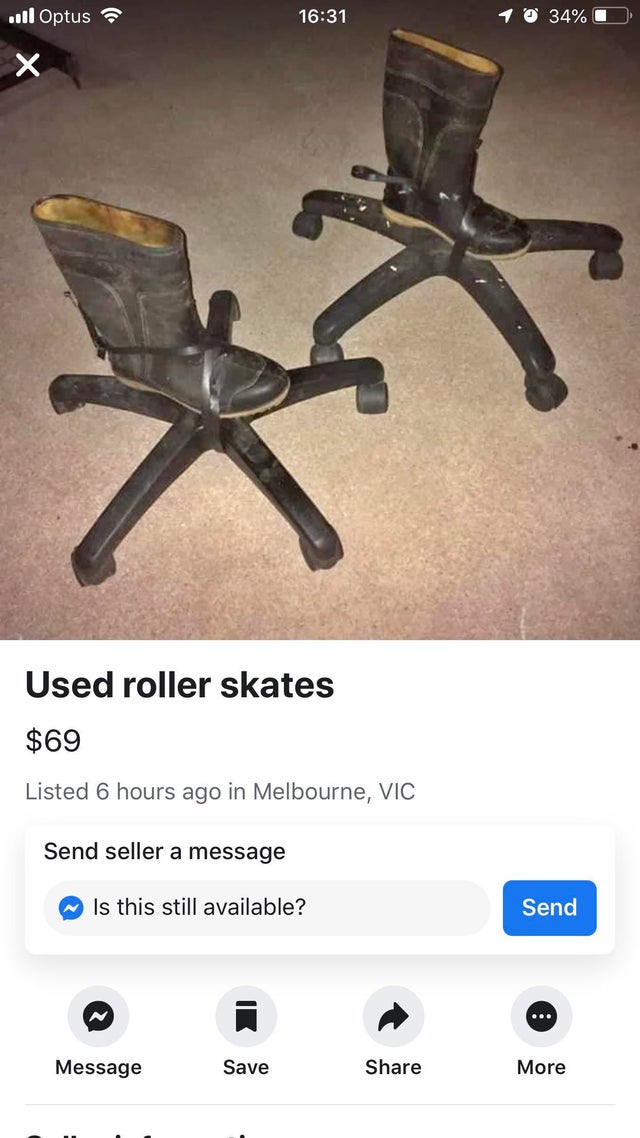 Optus 16:31 34%
Used roller skates
$69
Listed 6 hours ago in Melbourne, VIC
Send seller a message
Is this still available? Send
Message Save Share More